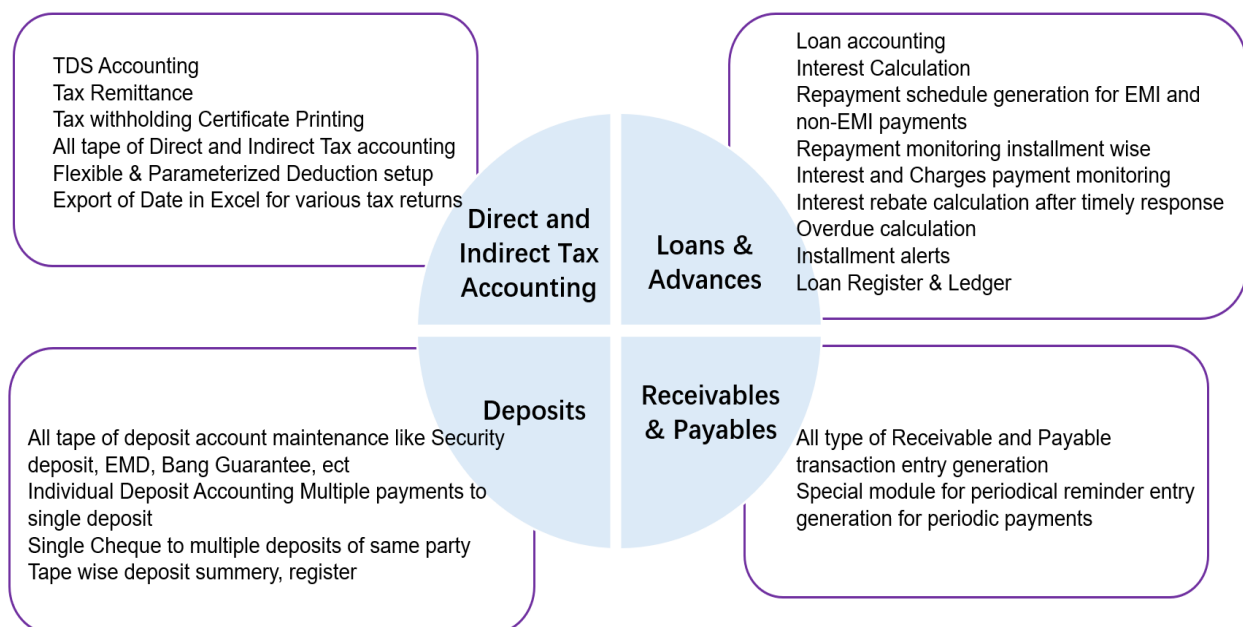 TDS Accounting
Tax Remittance
Tax withholding Certificate Printing
All tape of Direct and Indirect Tax accounting
Flexible & Parameterized Deduction setup
Export of Date in Excel for various tax returns
Direct and
Indirect Tax
Accounting
Loan accounting
Interest Calculation
Repayment schedule generation for EMI and
non-EMI payments
Repayment monitoring installment wise
Interest and Charges payment monitoring
Interest rebate calculation after timely response
Overdue calculation
Installment alerts
Loan Register & Ledger
Loans &
Advances
Deposits
All tape of deposit account maintenance like Security
deposit, EMD, Bang Guarantee, ect
Individual Deposit Accounting Multiple payments to
single deposit
Single Cheque to multiple deposits of same party
Tape wise deposit summery, register
Receivables
& Payables
All type of Receivable and Payable
transaction entry generation
Special module for periodical reminder entry
generation for periodic payments